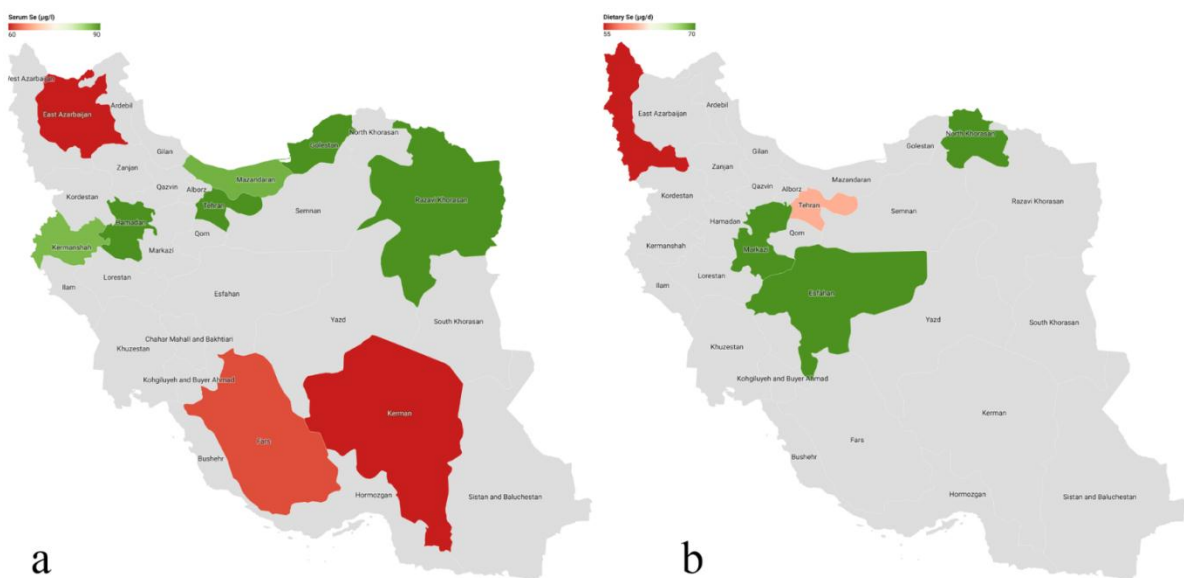 Serum Se (μg/l)
60 90
West Azarbaijan
East Azarbaijan
Ardebil
Gilan
Zanjan
North Khorasan
Golestan
Mazandaran
Qazvin
Alborz
Kordestan
Tehran
Razavi Khorasan
Semnan
Hamadan
Qom
Kermanshah
Markazi
Lorestan
Ilam
Esfahan
Yazd
South Khorasan
Chahar Mahall and Bakhtiari
Khuzestan
Kohgiluyeh and Buyer Ahmad
Kerman
Fars
Bushehr
Hormozgan
Sistan and Baluchestan
a
Dietary Se (μg/d)
55 70
Ardebil
East Azarbaijan
North Khorasan
Gilan
Golestan
Zanjan
Mazandaran
Qazvin
Alborz
Kordestan
Tehran
Semnan
Razavi Khorasan
Hamadan
Qom
Kermanshah
Markazi
Lorestan
Ilam
Esfahan
Yazd
South Khorasan
Khuzestan
Kohgiluyeh and Buyer Ahmad
Kerman
Fars
Bushehr
Hormozgan
Sistan and Baluchestan
b